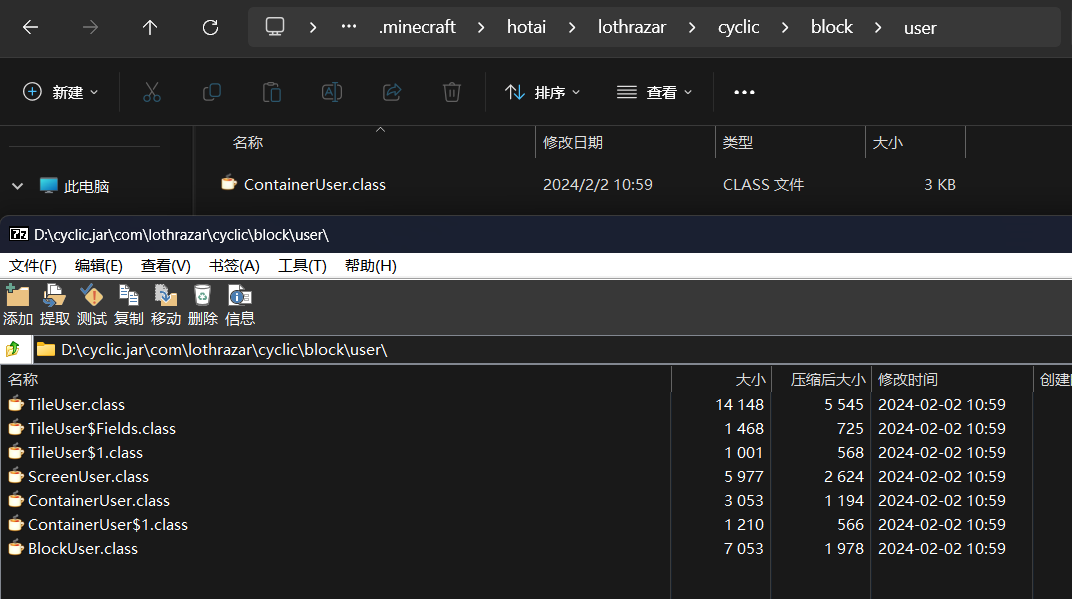 .minecraft hotai lothrazar cyclic block user
新建 排序 查看
名称 修改日期 类型 大小
此电脑 ContainerUser.class 2024/2/2 10:59 CLASS 文件 3 KB
D:\cyclic.jar\com\lothrazar\cyclic\block\user\
文件(F) 编辑(E) 查看(V) 书签(A) 工具(T) 帮助(H)
添加 提取 测试 复制 移动 删除 信息
D:\cyclic.jar\com\lothrazar\cyclic\block\user\
名称 大小 压缩后大小 修改时间 创建
TileUser.class 14 148 5 545 2024-02-02 10:59
TileUser$Fields.class 1 468 725 2024-02-02 10:59
TileUser$1.class 1 001 568 2024-02-02 10:59
ScreenUser.class 5 977 2 624 2024-02-02 10:59
ContainerUser.class 3 053 1 194 2024-02-02 10:59
ContainerUser$1.class 1 210 566 2024-02-02 10:59
BlockUser.class 7 053 1 978 2024-02-02 10:59